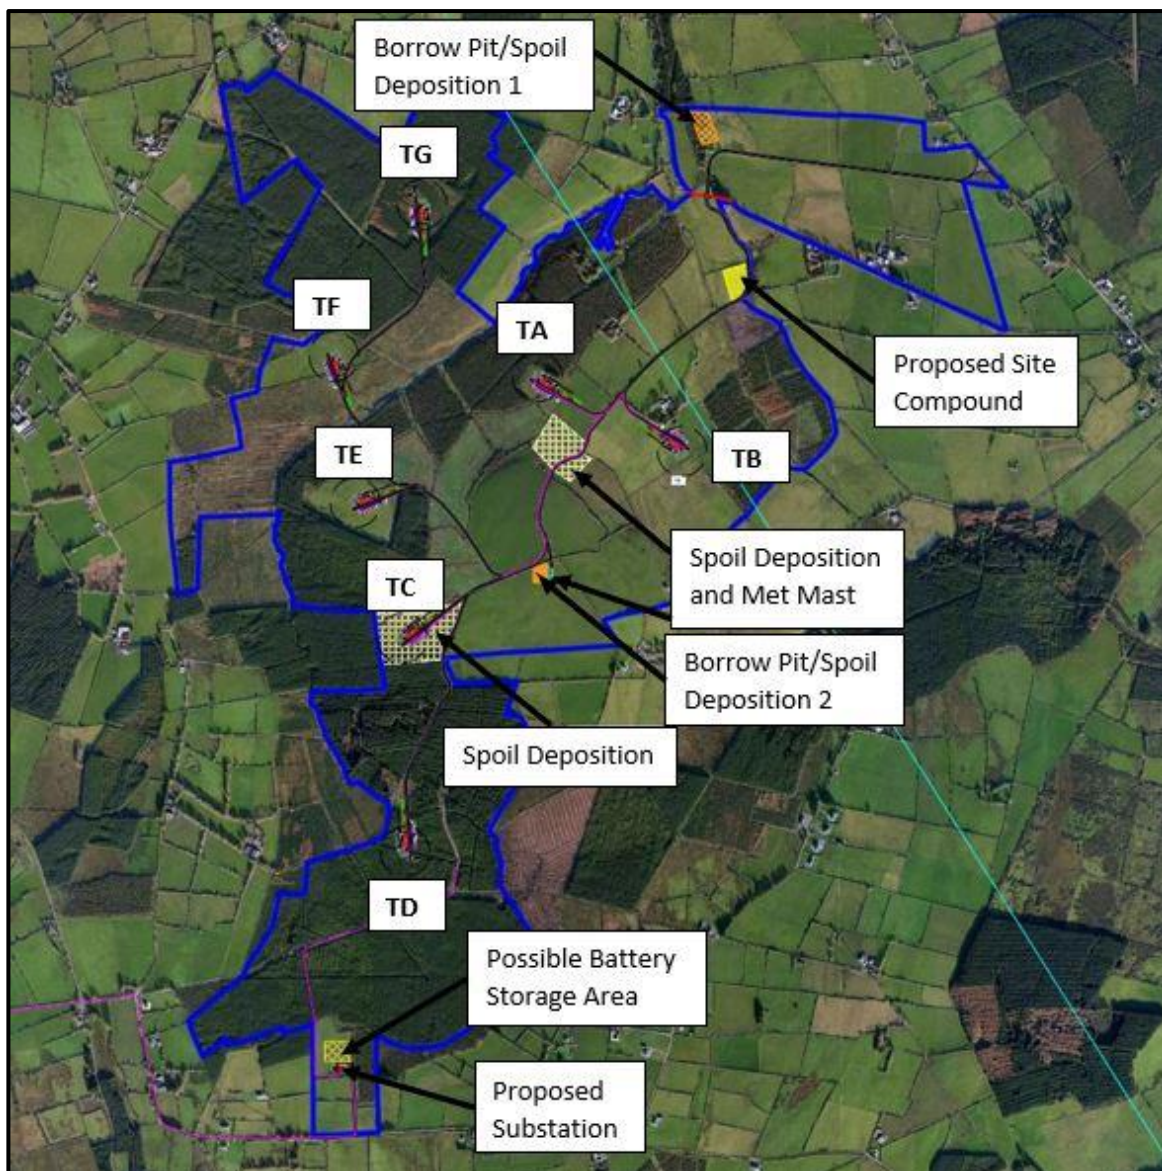 Borrow Pit/Spoil
Deposition 1
TG
TF
TA
Proposed Site
Compound
TE
TB
Spoil Deposition
and Met Mast
TC
Borrow Pit/Spoil
Deposition 2
Spoil Deposition
TD
Possible Battery
Storage Area
Proposed
Substation